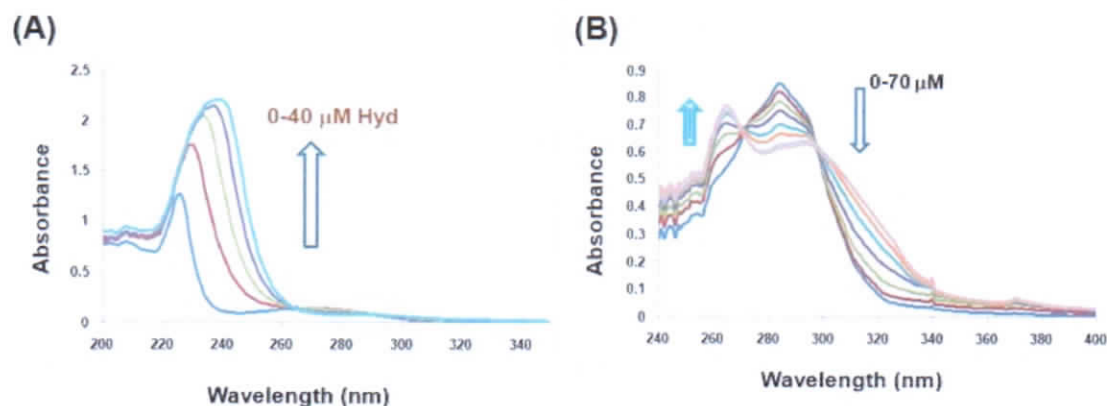 (A)
2.5
2
1.5
1
0.5
0
200 220 240 260 280 300 320 340
Absorbance
Wavelength (nm)
0-40 µM Hyd
(B)
0.9
0.8
0.7
0.6
0.5
0.4
0.3
0.2
0.1
0
240 260 280 300 320 340 360 380 400
Absorbance
Wavelength (nm)
0-70 µM